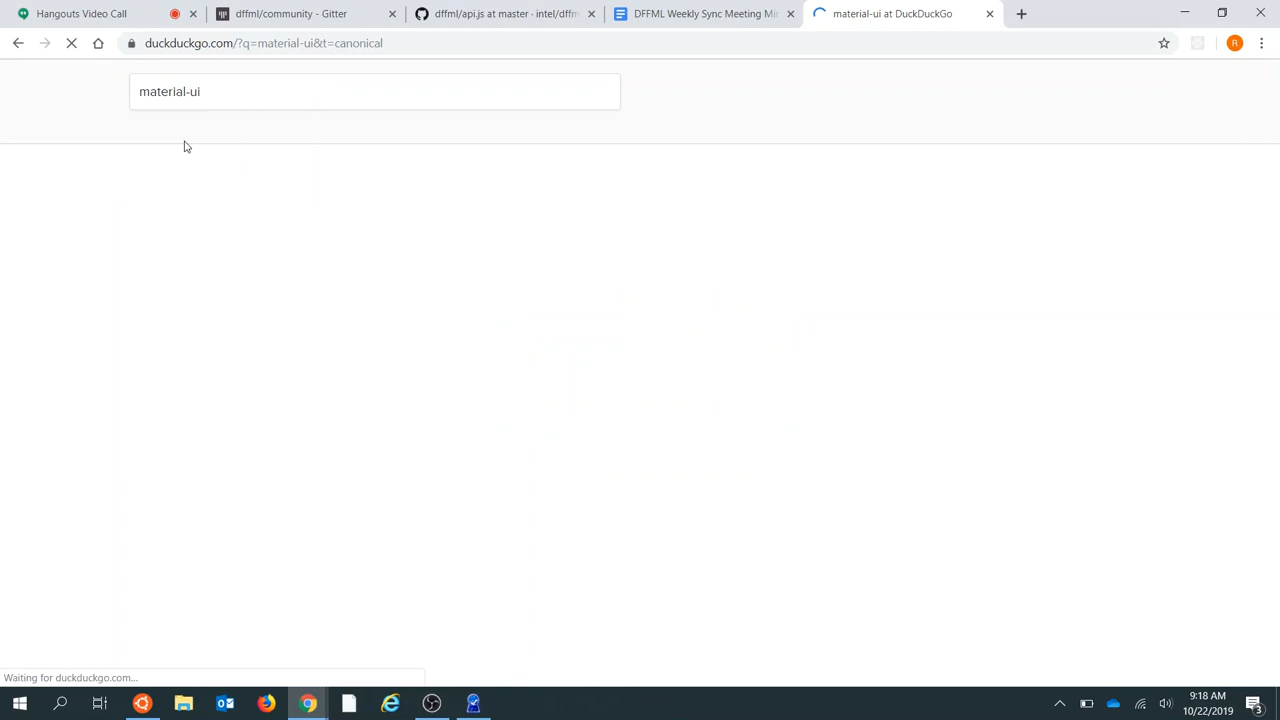 Hangouts Video Call
dffml/community - Gitter
dffml/api.js at master · intel/dffm
DFFML Weekly Sync Meeting Mi
material-ui at DuckDuckGo
duckduckgo.com/?q=material-ui&t=canonical
R
material-ui
Waiting for duckduckgo.com...
9:18 AM
10/22/2019
3